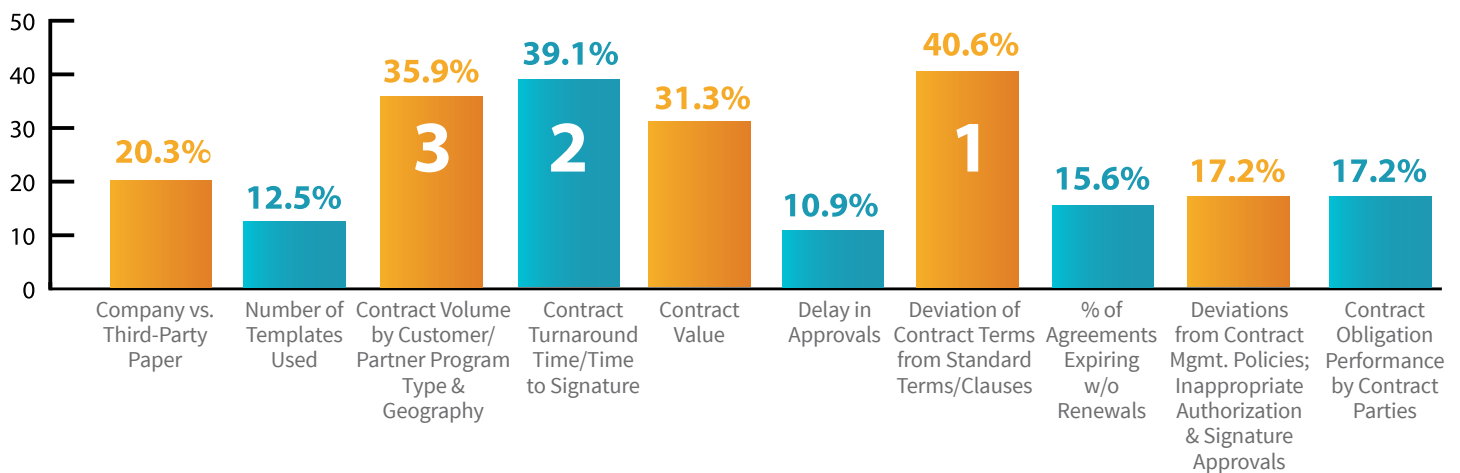 50
40
30
20
10
0
20.3%
12.5%
35.9%
39.1%
31.3%
10.9%
40.6%
15.6%
17.2%
17.2%
3
2
1
Company vs.
Third-Party
Paper
Number of
Templates
Used
Contract Volume
by Customer/
Partner Program
Type &
Geography
Contract
Turnaround
Time/Time
to Signature
Contract
Value
Delay in
Approvals
Deviation of
Contract Terms
from Standard
Terms/Clauses
% of
Agreements
Expiring
w/o
Renewals
Deviations
from Contract
Mgmt. Policies;
Inappropriate
Authorization
& Signature
Approvals
Contract
Obligation
Performance
by Contract
Parties